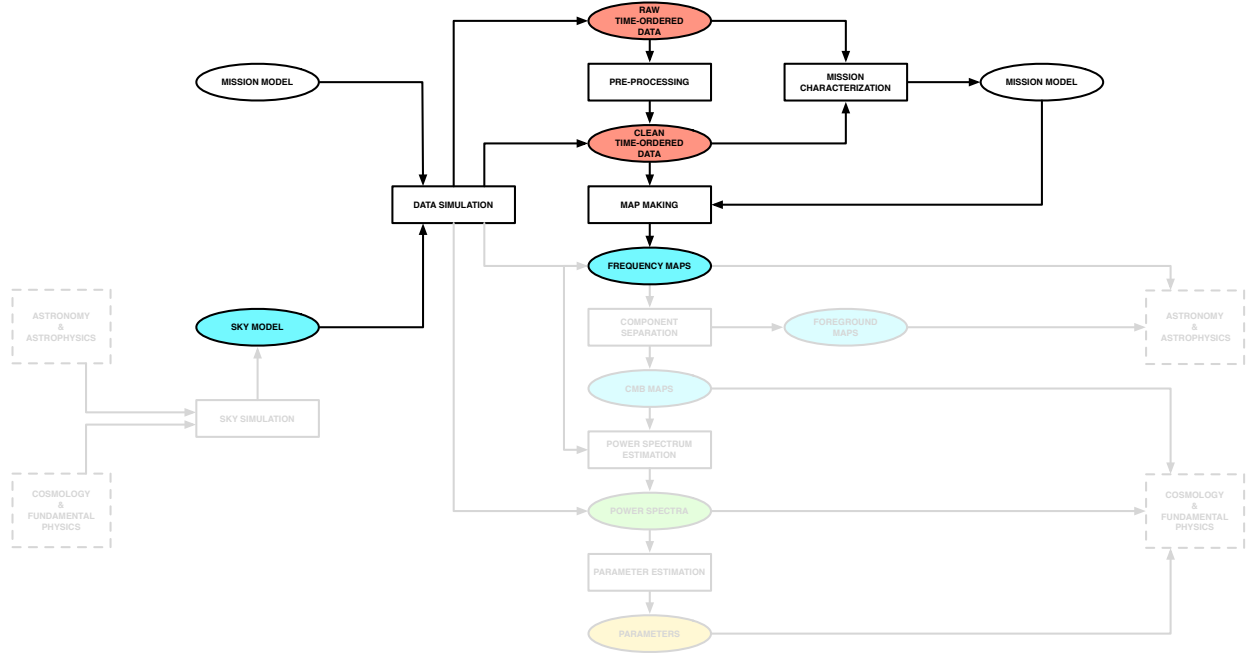 RAW
TIME-ORDERED
DATA
MISSION MODEL
PRE-PROCESSING
MISSION
CHARACTERIZATION
MISSION MODEL
CLEAN
TIME-ORDERED
DATA
DATA SIMULATION
MAP MAKING
FREQUENCY MAPS
ASTRONOMY
&
ASTROPHYSICS
SKY MODEL
COMPONENT
SEPARATION
FOREGROUND
MAPS
ASTRONOMY
&
ASTROPHYSICS
CMB MAPS
SKY SIMULATION
POWER SPECTRUM
ESTIMATION
COSMOLOGY
&
FUNDAMENTAL
PHYSICS
POWER SPECTRA
COSMOLOGY
&
FUNDAMENTAL
PHYSICS
PARAMETER ESTIMATION
PARAMETERS